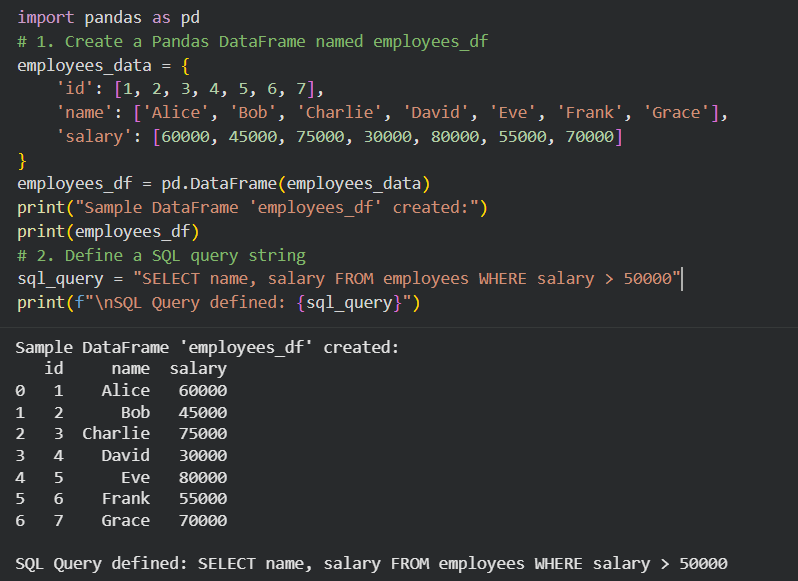 import pandas as pd
# 1. Create a Pandas DataFrame named employees_df
employees_data = {
    'id': [1, 2, 3, 4, 5, 6, 7],
    'name': ['Alice', 'Bob', 'Charlie', 'David', 'Eve', 'Frank', 'Grace'],
    'salary': [60000, 45000, 75000, 30000, 80000, 55000, 70000]
}
employees_df = pd.DataFrame(employees_data)
print("Sample DataFrame 'employees_df' created:")
print(employees_df)
# 2. Define a SQL query string
sql_query = "SELECT name, salary FROM employees WHERE salary > 50000"
print(f"\nSQL Query defined: {sql_query}")
Sample DataFrame 'employees_df' created:
   id     name  salary
0   1    Alice   60000
1   2      Bob   45000
2   3  Charlie   75000
3   4    David   30000
4   5      Eve   80000
5   6    Frank   55000
6   7    Grace   70000
SQL Query defined: SELECT name, salary FROM employees WHERE salary > 50000